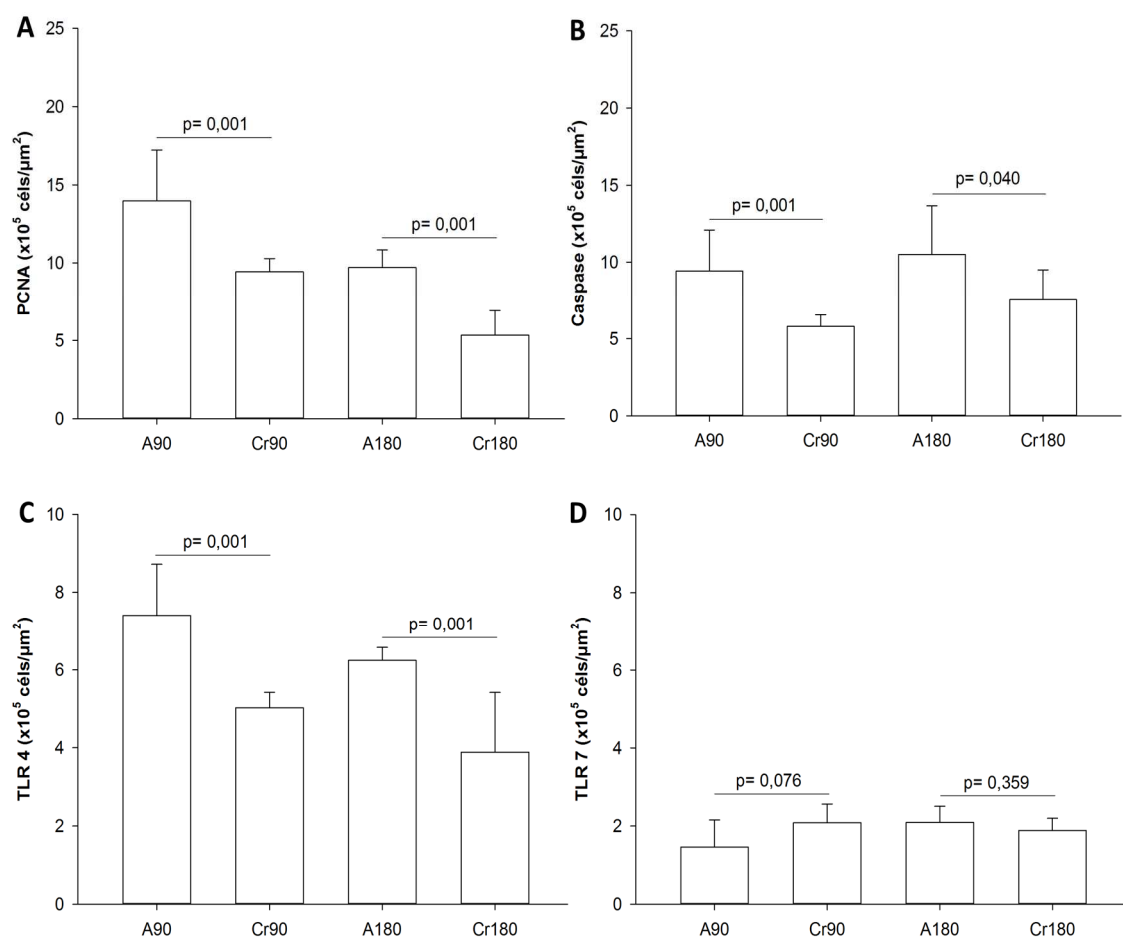 A
PCNA (x10⁵ céls/µm²)
25
20
15
10
5
0
p= 0,001
p= 0,001
A90 Cr90 A180 Cr180
B
Caspase (x10⁵ céls/µm²)
25
20
15
10
5
0
p= 0,001
p= 0,040
A90 Cr90 A180 Cr180
C
TLR 4 (x10⁵ céls/µm²)
10
8
6
4
2
0
p= 0,001
p= 0,001
A90 Cr90 A180 Cr180
D
TLR 7 (x10⁵ céls/µm²)
10
8
6
4
2
0
p= 0,076
p= 0,359
A90 Cr90 A180 Cr180